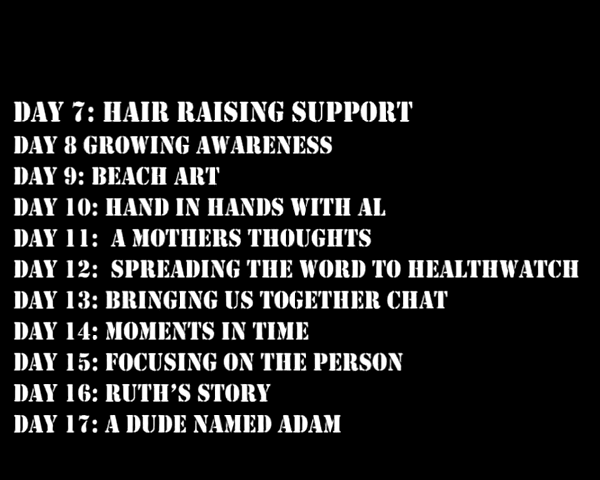 DAY 7: HAIR RAISING SUPPORT
DAY 8 GROWING AWARENESS
DAY 9: BEACH ART
DAY 10: HAND IN HANDS WITH AL
DAY 11:  A MOTHERS THOUGHTS
DAY 12:  SPREADING THE WORD TO HEALTHWATCH
DAY 13: BRINGING US TOGETHER CHAT
DAY 14: MOMENTS IN TIME
DAY 15: FOCUSING ON THE PERSON
DAY 16: RUTH'S STORY
DAY 17: A DUDE NAMED ADAM